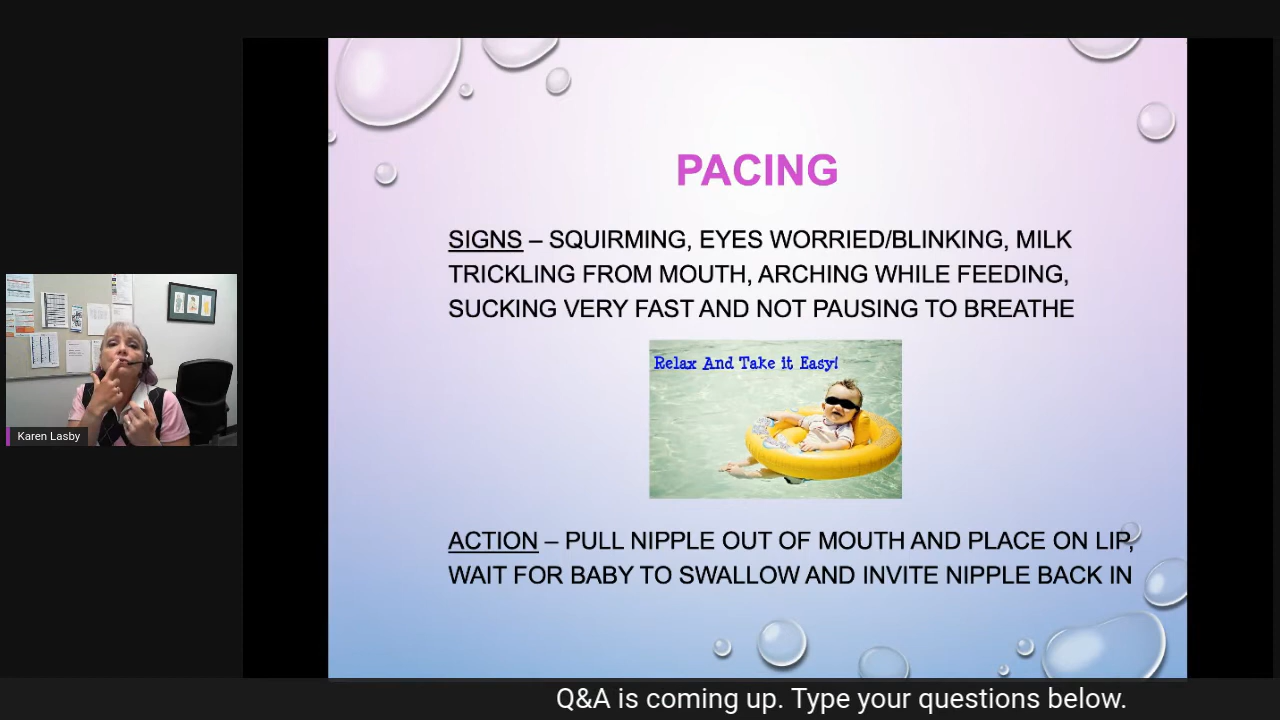 PACING
SIGNS – SQUIRMING, EYES WORRIED/BLINKING, MILK
TRICKLING FROM MOUTH, ARCHING WHILE FEEDING,
SUCKING VERY FAST AND NOT PAUSING TO BREATHE
Relax And Take it Easy!
Karen Lasby
ACTION – PULL NIPPLE OUT OF MOUTH AND PLACE ON LIP,
WAIT FOR BABY TO SWALLOW AND INVITE NIPPLE BACK IN
Q&A is coming up. Type your questions below.